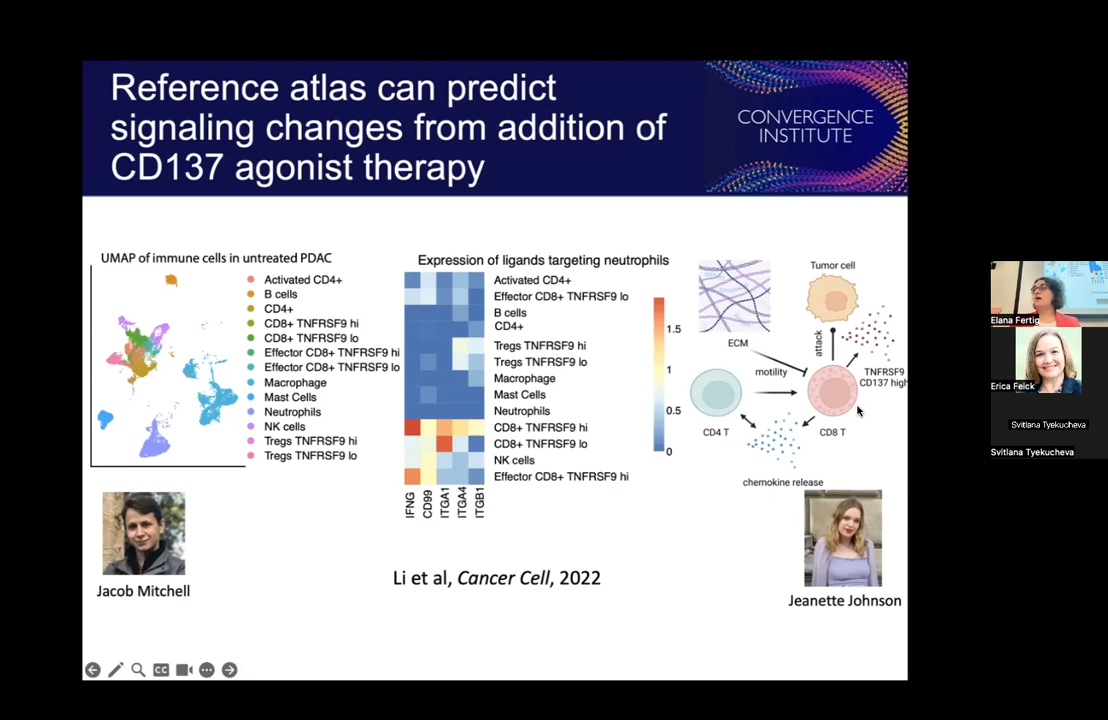 Reference atlas can predict
signaling changes from addition of
CD137 agonist therapy
CONVERGENCE
INSTITUTE
UMAP of immune cells in untreated PDAC
Activated CD4+
B cells
CD4+
CD8+ TNFRSF9 hi
CD8+ TNFRSF9 lo
Effector CD8+ TNFRSF9 hi
Effector CD8+ TNFRSF9 lo
Macrophage
Mast Cells
Neutrophils
NK cells
Tregs TNFRSF9 hi
Tregs TNFRSF9 lo
Expression of ligands targeting neutrophils
Activated CD4+
Effector CD8+ TNFRSF9 lo
B cells
CD4+
Tregs TNFRSF9 hi
Tregs TNFRSF9 lo
Macrophage
Mast Cells
Neutrophils
CD8+ TNFRSF9 hi
CD8+ TNFRSF9 lo
NK cells
Effector CD8+ TNFRSF9 hi
IFNG
CD99
ITGA1
ITGA4
ITGB1
1.5
1
0.5
0
Tumor cell
ECM
attack
motility
TNFRSF9
CD137 high
CD4 T
CD8 T
chemokine release
Jacob Mitchell
Li et al, Cancer Cell, 2022
Jeanette Johnson
CC
Elana Fertig
Erica Feick
Svitlana Tyekucheva
Svitlana Tyekucheva